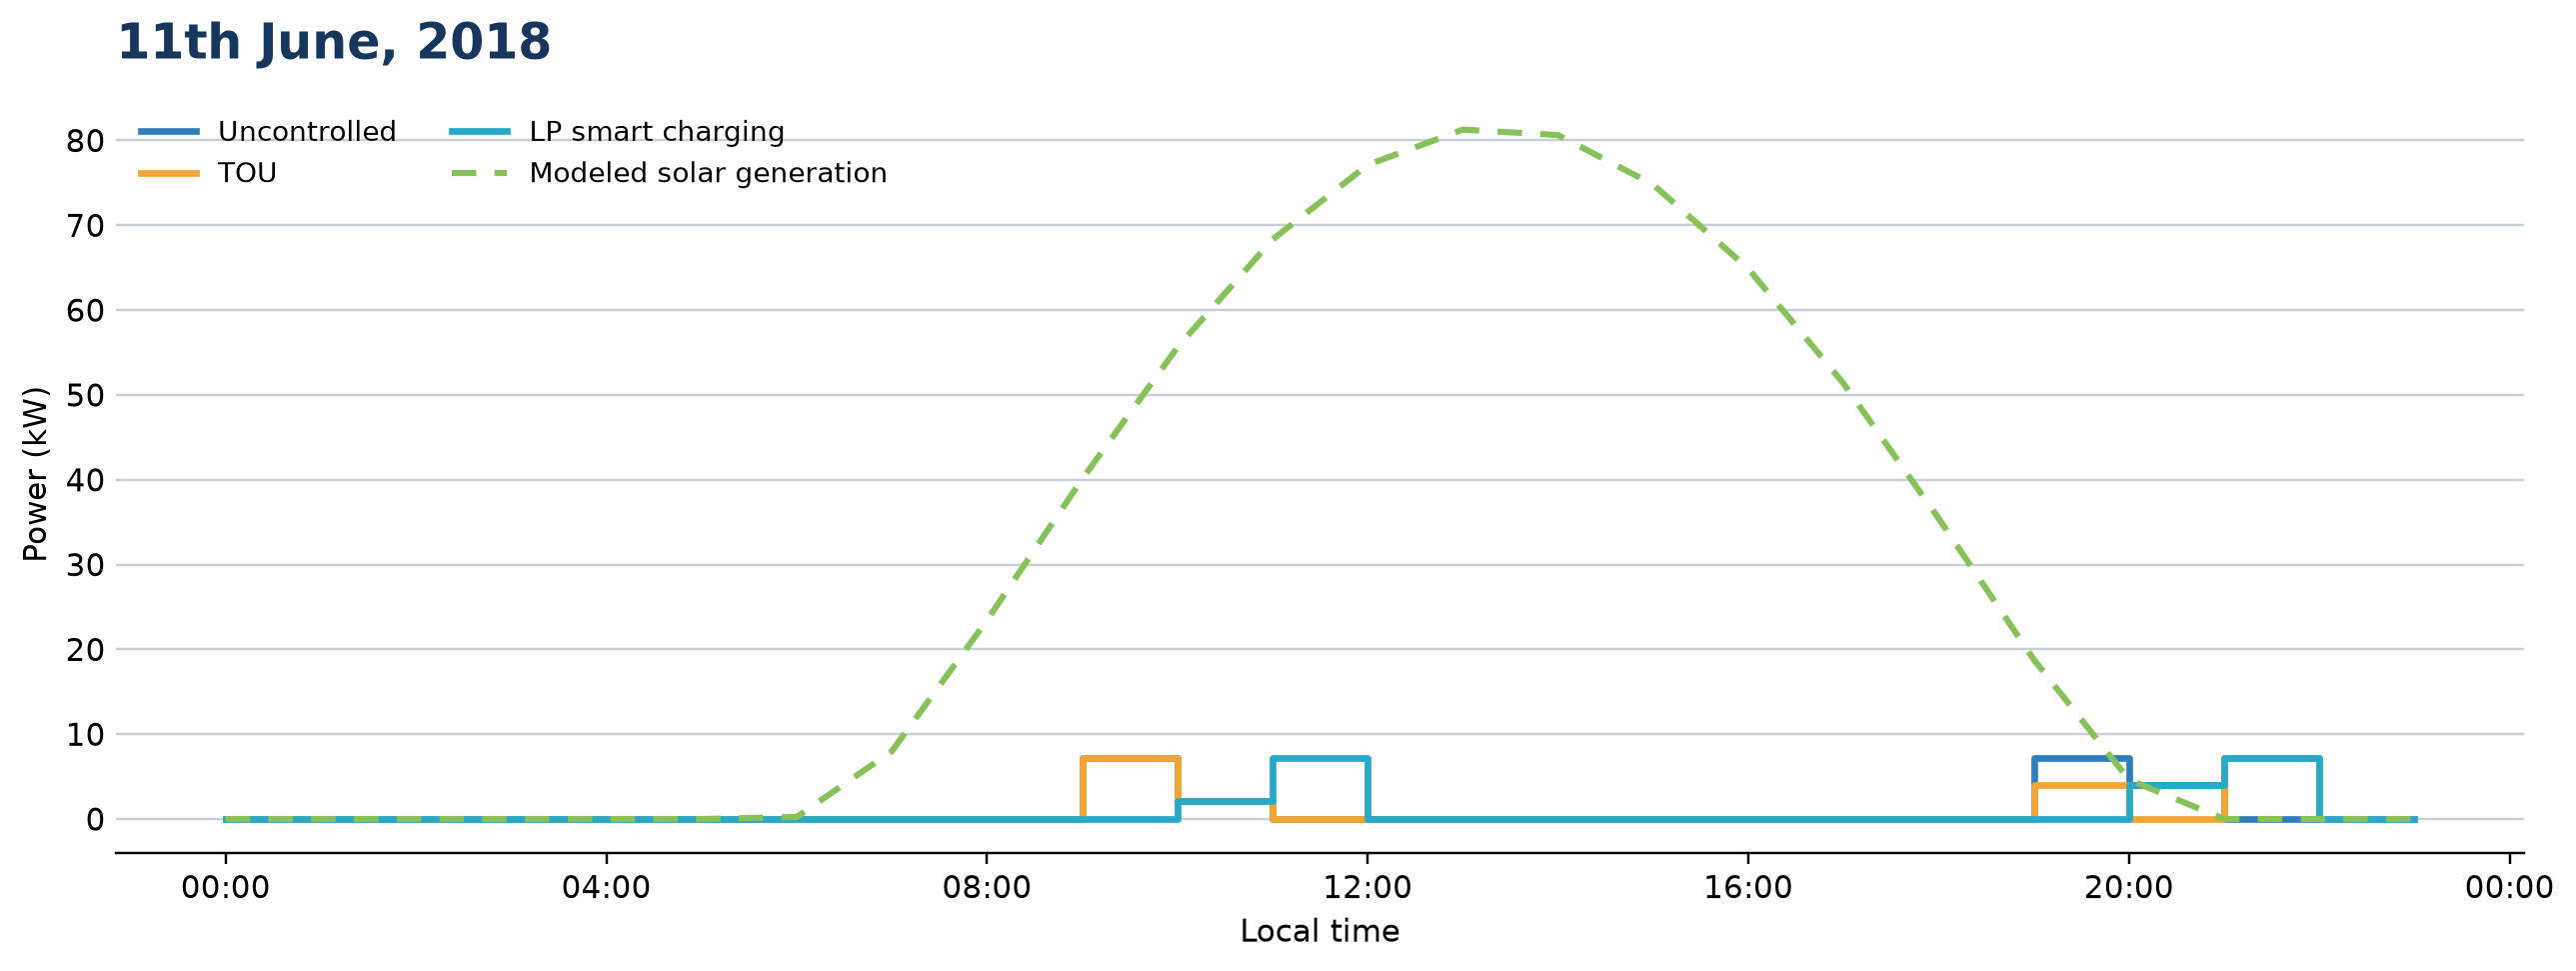 11th June, 2018
Uncontrolled
TOU
LP smart charging
Modeled solar generation
Power (kW)
80
70
60
50
40
30
20
10
0
00:00 04:00 08:00 12:00 16:00 20:00 00:00
Local time